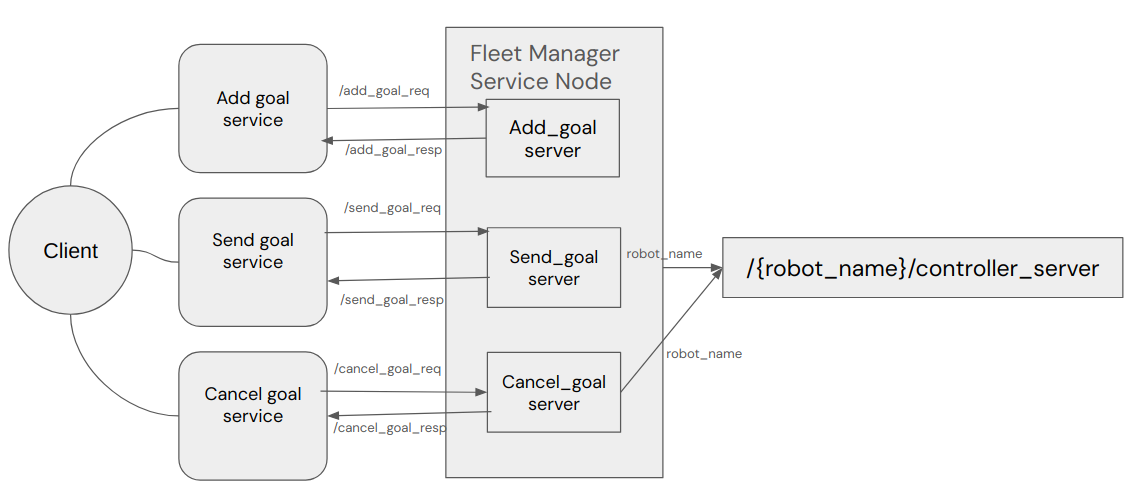 Fleet Manager
Service Node
Add goal
service
/add_goal_req
/add_goal_resp
Add_goal
server
Client
Send goal
service
/send_goal_req
/send_goal_resp
Send_goal
server
robot_name
/{robot_name}/controller_server
Cancel goal
service
/cancel_goal_req
/cancel_goal_resp
Cancel_goal
server
robot_name